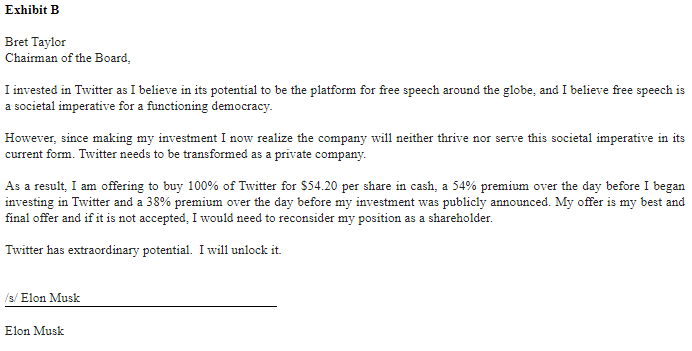 Exhibit B
Bret Taylor
Chairman of the Board,
I invested in Twitter as I believe in its potential to be the platform for free speech around the globe, and I believe free speech is
a societal imperative for a functioning democracy.
However, since making my investment I now realize the company will neither thrive nor serve this societal imperative in its
current form. Twitter needs to be transformed as a private company.
As a result, I am offering to buy 100% of Twitter for $54.20 per share in cash, a 54% premium over the day before I began
investing in Twitter and a 38% premium over the day before my investment was publicly announced. My offer is my best and
final offer and if it is not accepted, I would need to reconsider my position as a shareholder.
Twitter has extraordinary potential.  I will unlock it.
/s/ Elon Musk
Elon Musk